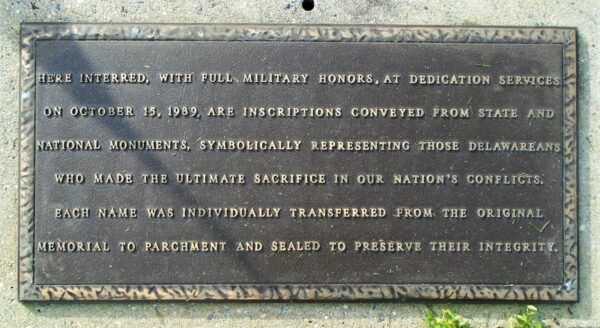 HERE INTERRED, WITH FULL MILITARY HONORS, AT DEDICATION SERVICES
ON OCTOBER 15, 1989, ARE INSCRIPTIONS CONVEYED FROM STATE AND
NATIONAL MONUMENTS, SYMBOLICALLY REPRESENTING THOSE DELAWAREANS
WHO MADE THE ULTIMATE SACRIFICE IN OUR NATION'S CONFLICTS.
EACH NAME WAS INDIVIDUALLY TRANSFERRED FROM THE ORIGINAL
MEMORIAL TO PARCHMENT AND SEALED TO PRESERVE THEIR INTEGRITY.